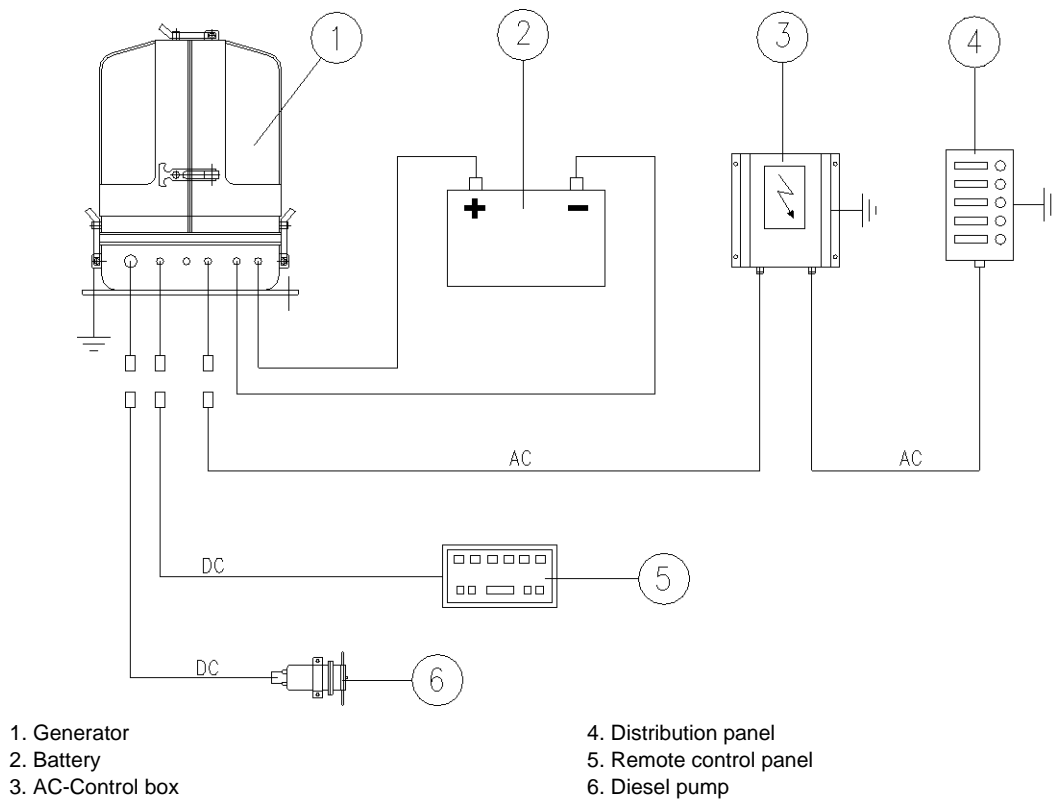 1
2
3
4
+
−
AC
AC
DC
5
DC
6
1. Generator
2. Battery
3. AC-Control box
4. Distribution panel
5. Remote control panel
6. Diesel pump